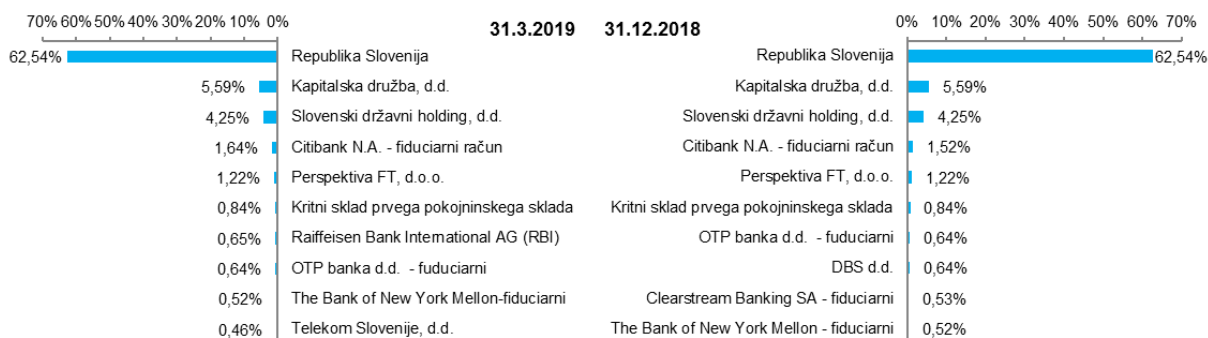 70% 60% 50% 40% 30% 20% 10% 0%
31.3.2019
62,54% Republika Slovenija
5,59% Kapitalska družba, d.d.
4,25% Slovenski državni holding, d.d.
1,64% Citibank N.A. - fiduciarni račun
1,22% Perspektiva FT, d.o.o.
0,84% Kritni sklad prvega pokojninskega sklada
0,65% Raiffeisen Bank International AG (RBI)
0,64% OTP banka d.d. - fuduciarni
0,52% The Bank of New York Mellon-fiduciarni
0,46% Telekom Slovenije, d.d.
31.12.2018
0% 10% 20% 30% 40% 50% 60% 70%
Republika Slovenija 62,54%
Kapitalska družba, d.d. 5,59%
Slovenski državni holding, d.d. 4,25%
Citibank N.A. - fiduciarni račun 1,52%
Perspektiva FT, d.o.o. 1,22%
Kritni sklad prvega pokojninskega sklada 0,84%
OTP banka d.d. - fuduciarni 0,64%
DBS d.d. 0,64%
Clearstream Banking SA - fiduciarni 0,53%
The Bank of New York Mellon - fiduciarni 0,52%